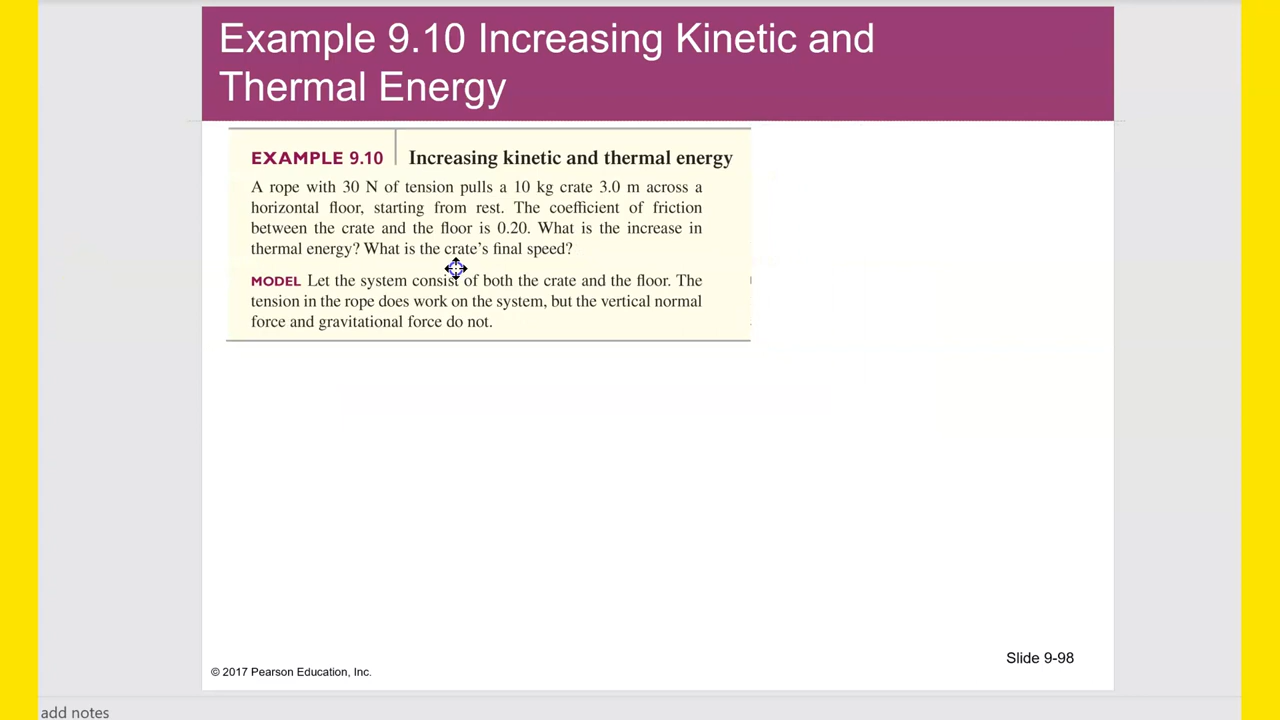 Example 9.10 Increasing Kinetic and
Thermal Energy
EXAMPLE 9.10 Increasing kinetic and thermal energy
A rope with 30 N of tension pulls a 10 kg crate 3.0 m across a
horizontal floor, starting from rest. The coefficient of friction
between the crate and the floor is 0.20. What is the increase in
thermal energy? What is the crate’s final speed?
MODEL Let the system consist of both the crate and the floor. The
tension in the rope does work on the system, but the vertical normal
force and gravitational force do not.
Slide 9-98
© 2017 Pearson Education, Inc.
add notes